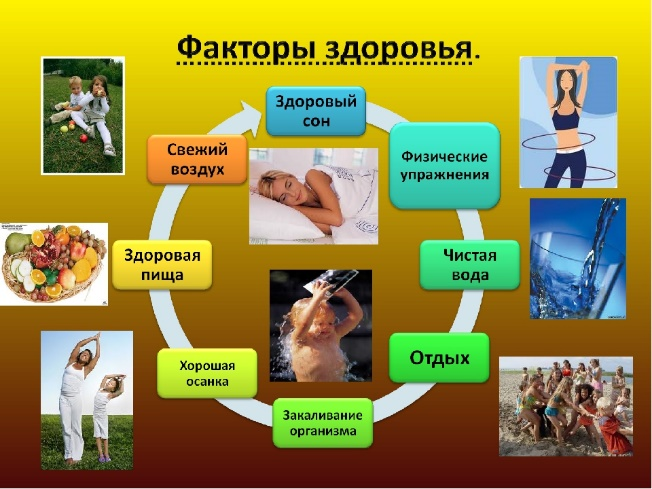 Факторы здоровья.
Здоровый
сон
Физические
упражнения
Чистая
вода
Отдых
Закаливание
организма
Хорошая
осанка
Здоровая
пища
Свежий
воздух